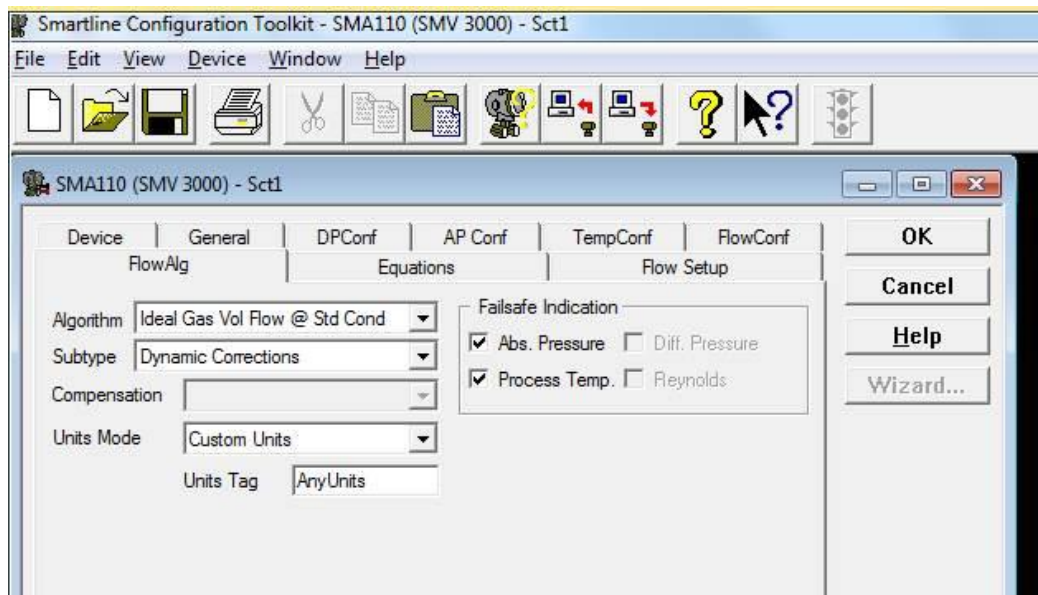 Smartline Configuration Toolkit - SMA110 (SMV 3000) - Sct1
File Edit View Device Window Help
SMA110 (SMV 3000) - Sct1
Device General DPConf AP Conf TempConf FlowConf
FlowAlg Equations Flow Setup
OK
Cancel
Help
Wizard...
Algorithm Ideal Gas Vol Flow @ Std Cond
Subtype Dynamic Corrections
Compensation
Units Mode Custom Units
Units Tag AnyUnits
Failsafe Indication
Abs. Pressure Diff. Pressure
Process Temp. Reynolds